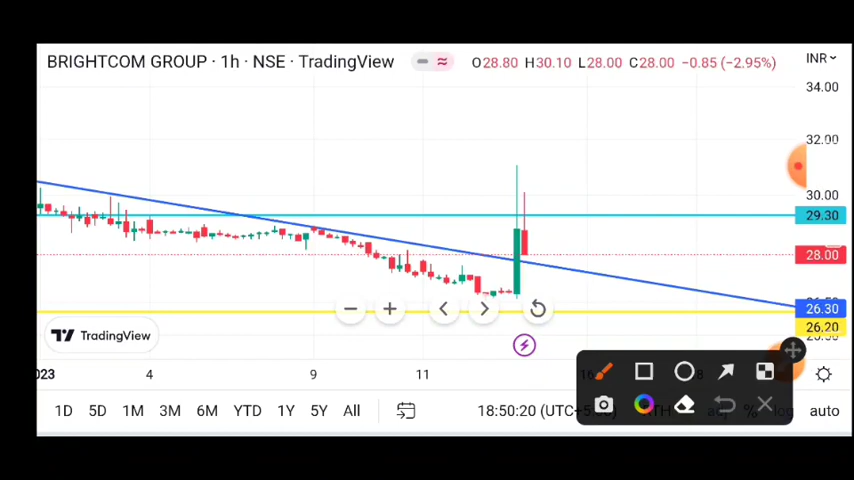 BRIGHTCOM GROUP · 1h · NSE · TradingView
O28.80 H30.10 L28.00 C28.00 −0.85 (−2.95%)
INR
34.00
32.00
30.00
29.30
28.00
26.30
26.20
TradingView
023 4 9 11
1D 5D 1M 3M 6M YTD 1Y 5Y All 18:50:20 (UTC+ % log auto